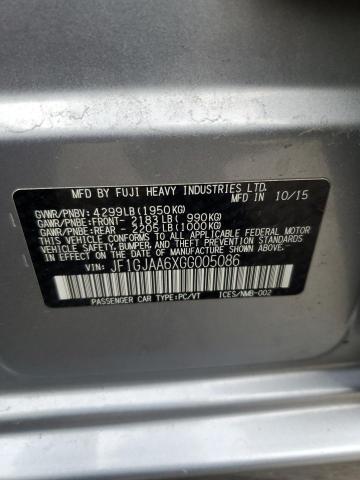 MFD BY FUJI HEAVY INDUSTRIES LTD.
MFD IN 10/15
GVWR/PNBV: 4299LB(1950KG)
GAWR/PNBE:FRONT- 2183LB( 990KG)
GAWR/PNBE:REAR - 2205LB(1000KG)
THIS VEHICLE CONFORMS TO ALL APPLICABLE FEDERAL MOTOR
VEHICLE SAFETY, BUMPER, AND THEFT PREVENTION STANDARDS
IN EFFECT ON THE DATE OF MANUFACTURE SHOWN ABOVE.
VIN: JF1GJAA6XGG005086
PASSENGER CAR TYPE:PC/VT ICES/NMB-002